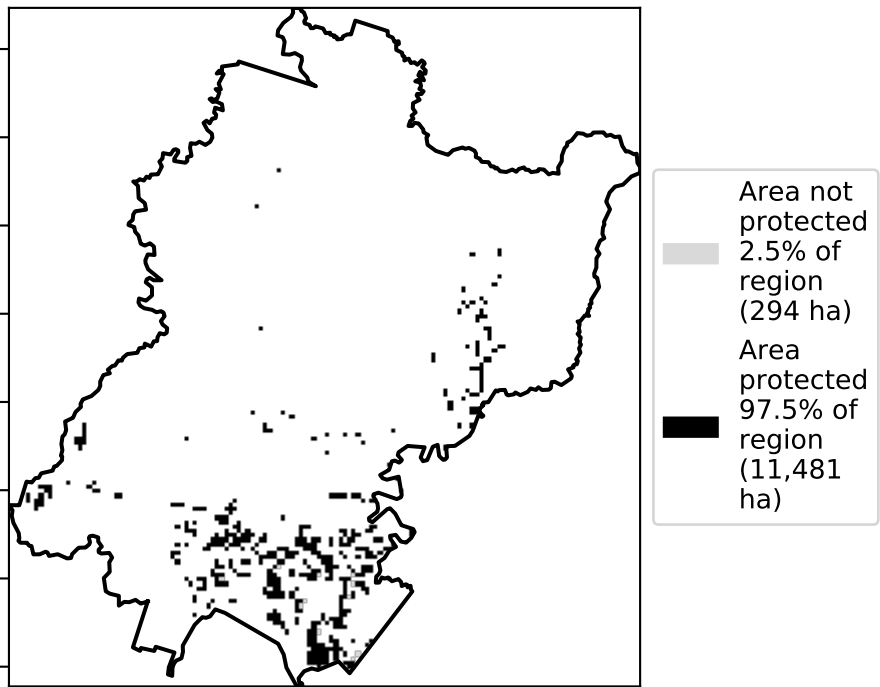 Area not
protected
2.5% of
region
(294 ha)
Area
protected
97.5% of
region
(11,481
ha)